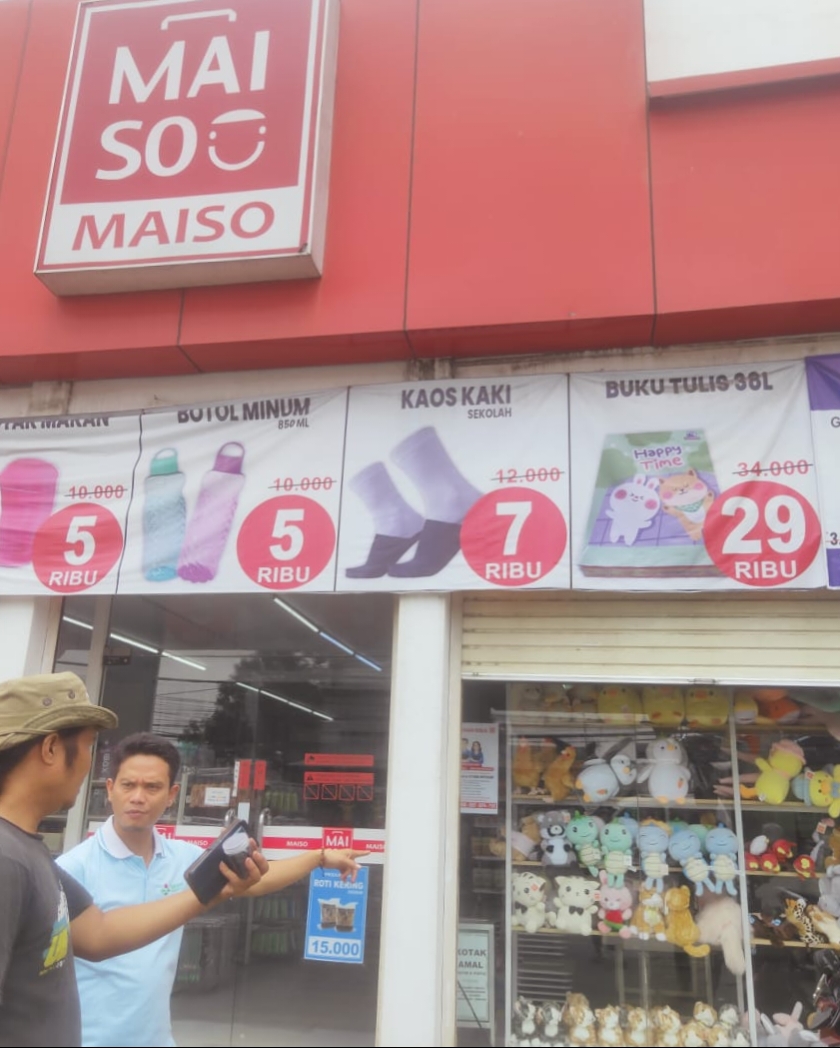 MAI
SO
MAISO
MAKAN
10.000
5
RIBU
BOTOL MINUM
850 ML
10.000
5
RIBU
KAOS KAKI
SEKOLAH
12.000
7
RIBU
BUKU TULIS 38L
Happy
Time
34.000
29
RIBU
MAISO
MAI
ROTI KERING
15.000
KOTAK
AMAL